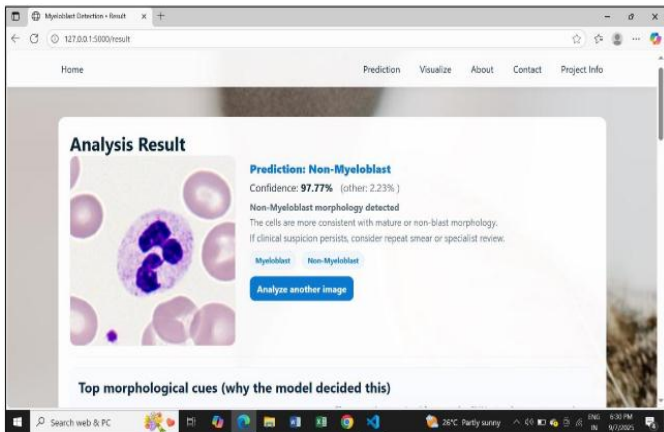 Myeloblast Detection • Result
127.0.0.1:5000/result
Home Prediction Visualize About Contact Project Info
Analysis Result
Prediction: Non-Myeloblast
Confidence: 97.77% (other: 2.23% )
Non-Myeloblast morphology detected
The cells are more consistent with mature or non-blast morphology.
If clinical suspicion persists, consider repeat smear or specialist review.
Myeloblast Non-Myeloblast
Analyze another image
Top morphological cues (why the model decided this)
Search web & PC 26°C Partly sunny ENG 6:30 PM
IN 9/7/2025